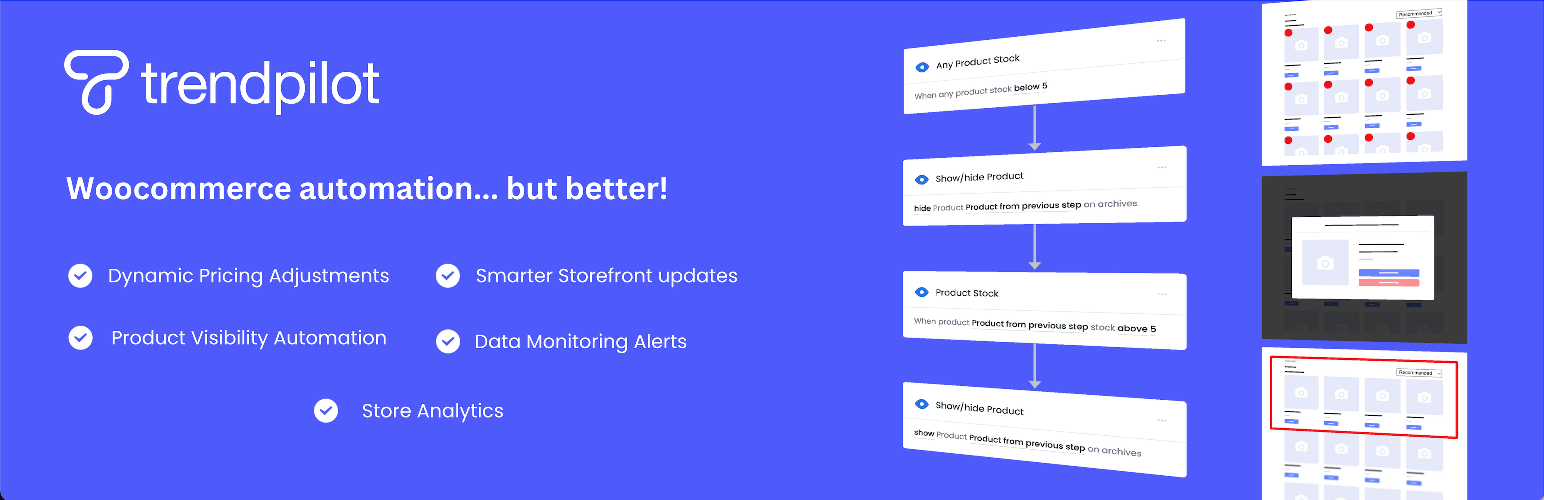 trendpilot
Woocommerce automation... but better!
Dynamic Pricing Adjustments
Smarter Storefront updates
Product Visibility Automation
Data Monitoring Alerts
Store Analytics
Any Product Stock
When any product stock below 5
Show/hide Product
hide Product Product from previous step on archives
Product Stock
When product Product from previous step stock above 5
Show/hide Product
show Product Product from previous step on archives
Recommended
Recommended